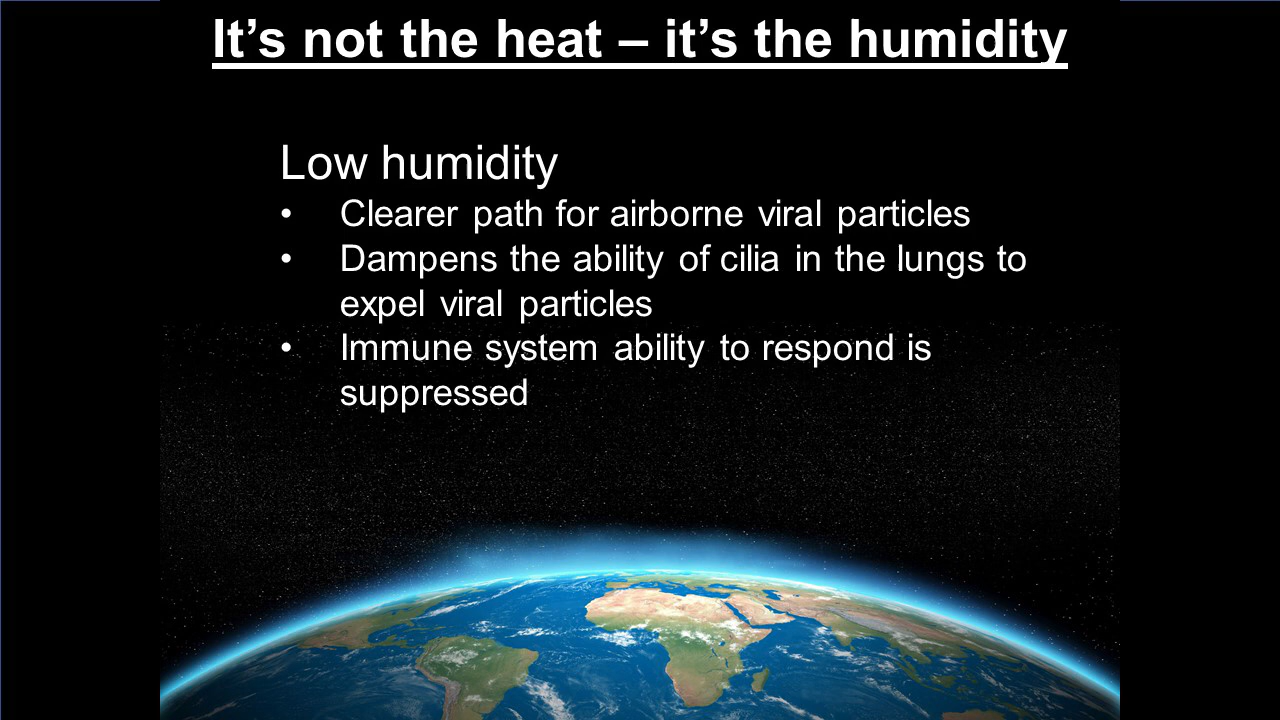 It’s not the heat – it’s the humidity
Low humidity
• Clearer path for airborne viral particles
• Dampens the ability of cilia in the lungs to
expel viral particles
• Immune system ability to respond is
suppressed